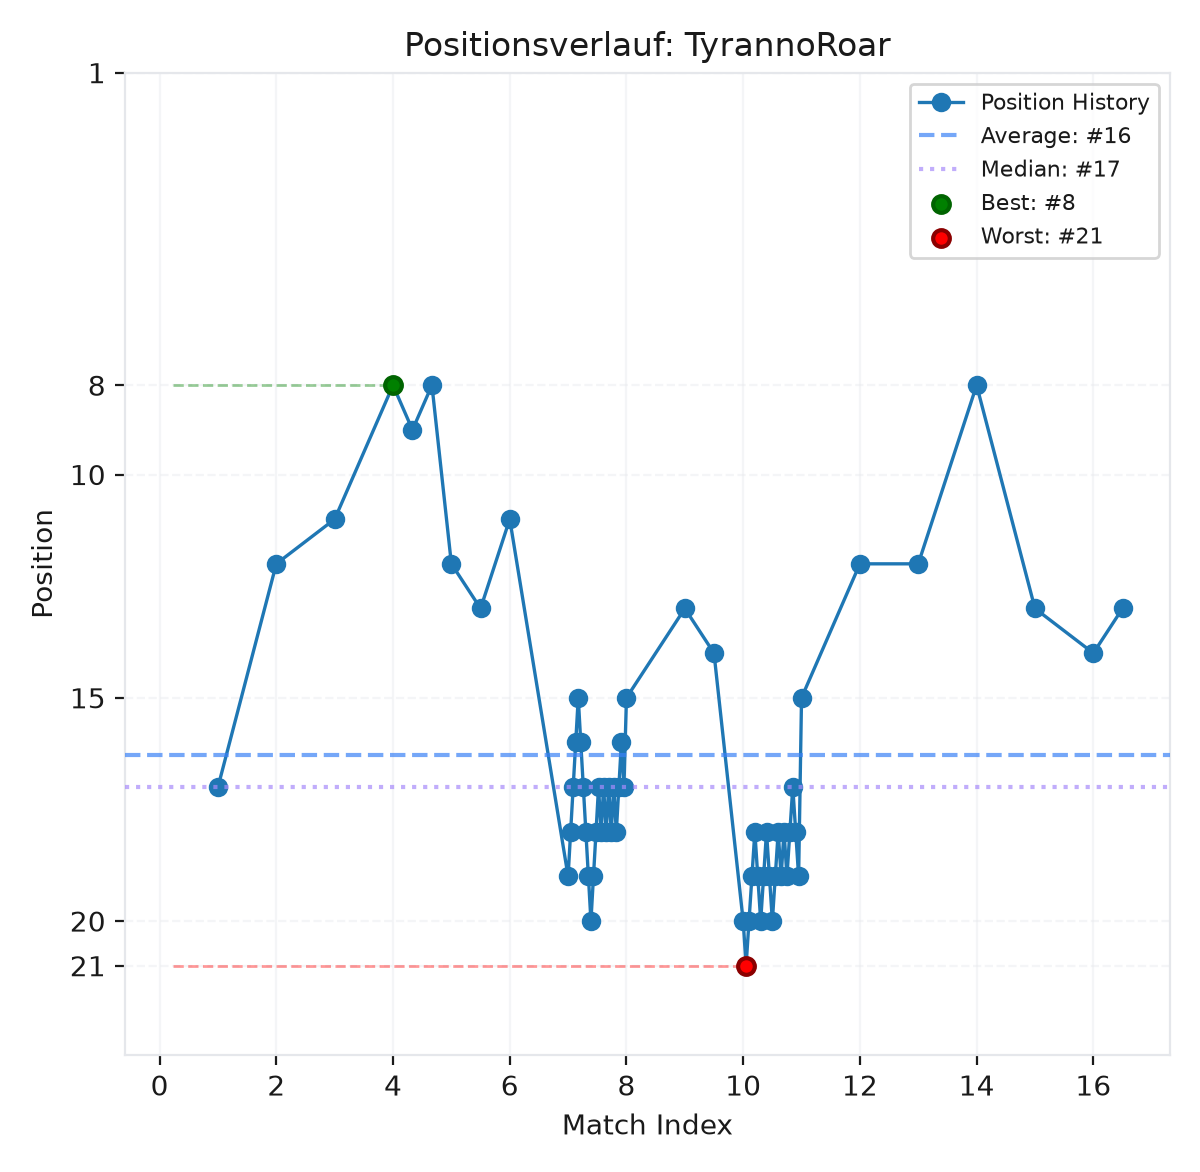 Positionsverlauf: TyrannoRoar
Position History
Average: #16
Median: #17
Best: #8
Worst: #21
1
8
10
15
20
21
Position
0 2 4 6 8 10 12 14 16
Match Index